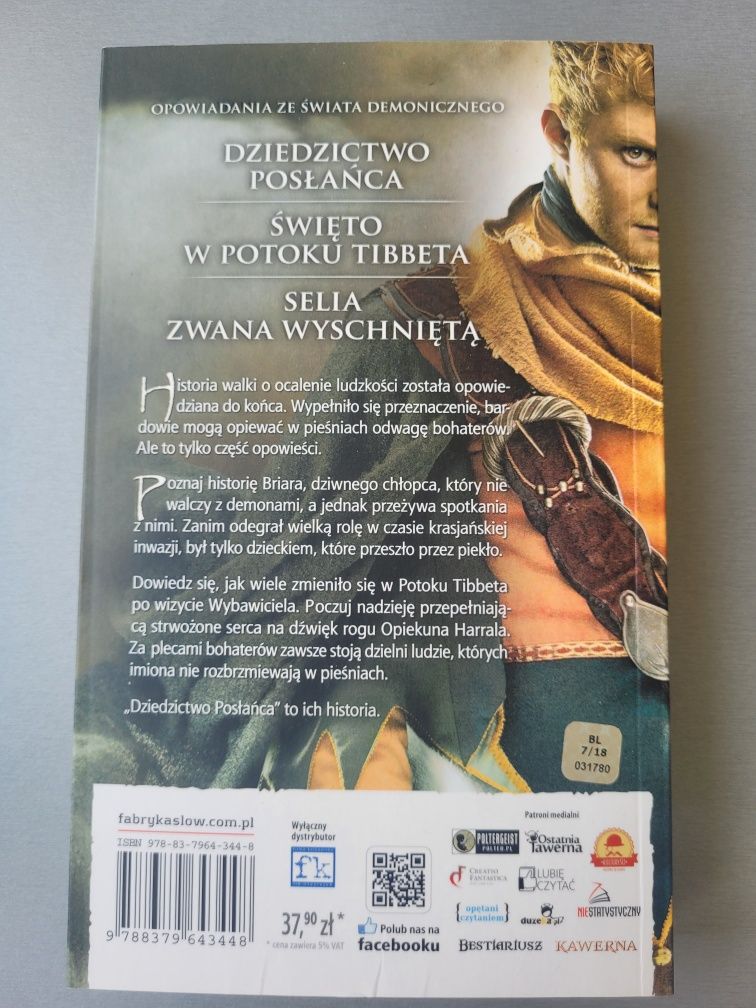 OPOWIADANIA ZE ŚWIATA DEMONICZNEGO
DZIEDZICTWO
POSŁAŃCA
ŚWIĘTO
W POTOKU TIBBETA
SELIA
ZWANA WYSCHNIĘTĄ
Historia walki o ocalenie ludzkości została opowie-
dziana do końca. Wypełniło się przeznaczenie, bar-
dowie mogą opiewać w pieśniach odwagę bohaterów.
Ale to tylko część opowieści.
Poznaj historię Briara, dziwnego chłopca, który nie
walczy z demonami, a jednak przeżywa spotkania
z nimi. Zanim odegrał wielką rolę w czasie krasjańskiej
inwazji, był tylko dzieckiem, które przeszło przez piekło.
Dowiedz się, jak wiele zmieniło się w Potoku Tibbeta
po wizycie Wybawiciela. Poczuj nadzieję przepełniają-
cą strwożone serca na dźwięk rogu Opiekuna Harrala.
Za plecami bohaterów zawsze stoją dzielni ludzie, których
imiona nie rozbrzmiewają w pieśniach.
„Dziedzictwo Posłańca” to ich historia.
BL
7/18
031780
fabrykaslow.com.pl
ISBN 978-83-7964-344-8
9 788379 643448
Wyłączny
dystrybutor
fk
37,90 zł*
* cena zawiera 5% VAT
Polub nas na
facebooku
Patroni medialni
POLTERGEIST
POLTER.PL
Ostatnia
Tawerna
CREATIO
FANTASTICA
LUBIĘ
CZYTAĆ
{opętani
czytaniem}
duzeKa.pl
NIESTATYSTYCZNY
BESTIARIUSZ
KAWERNA